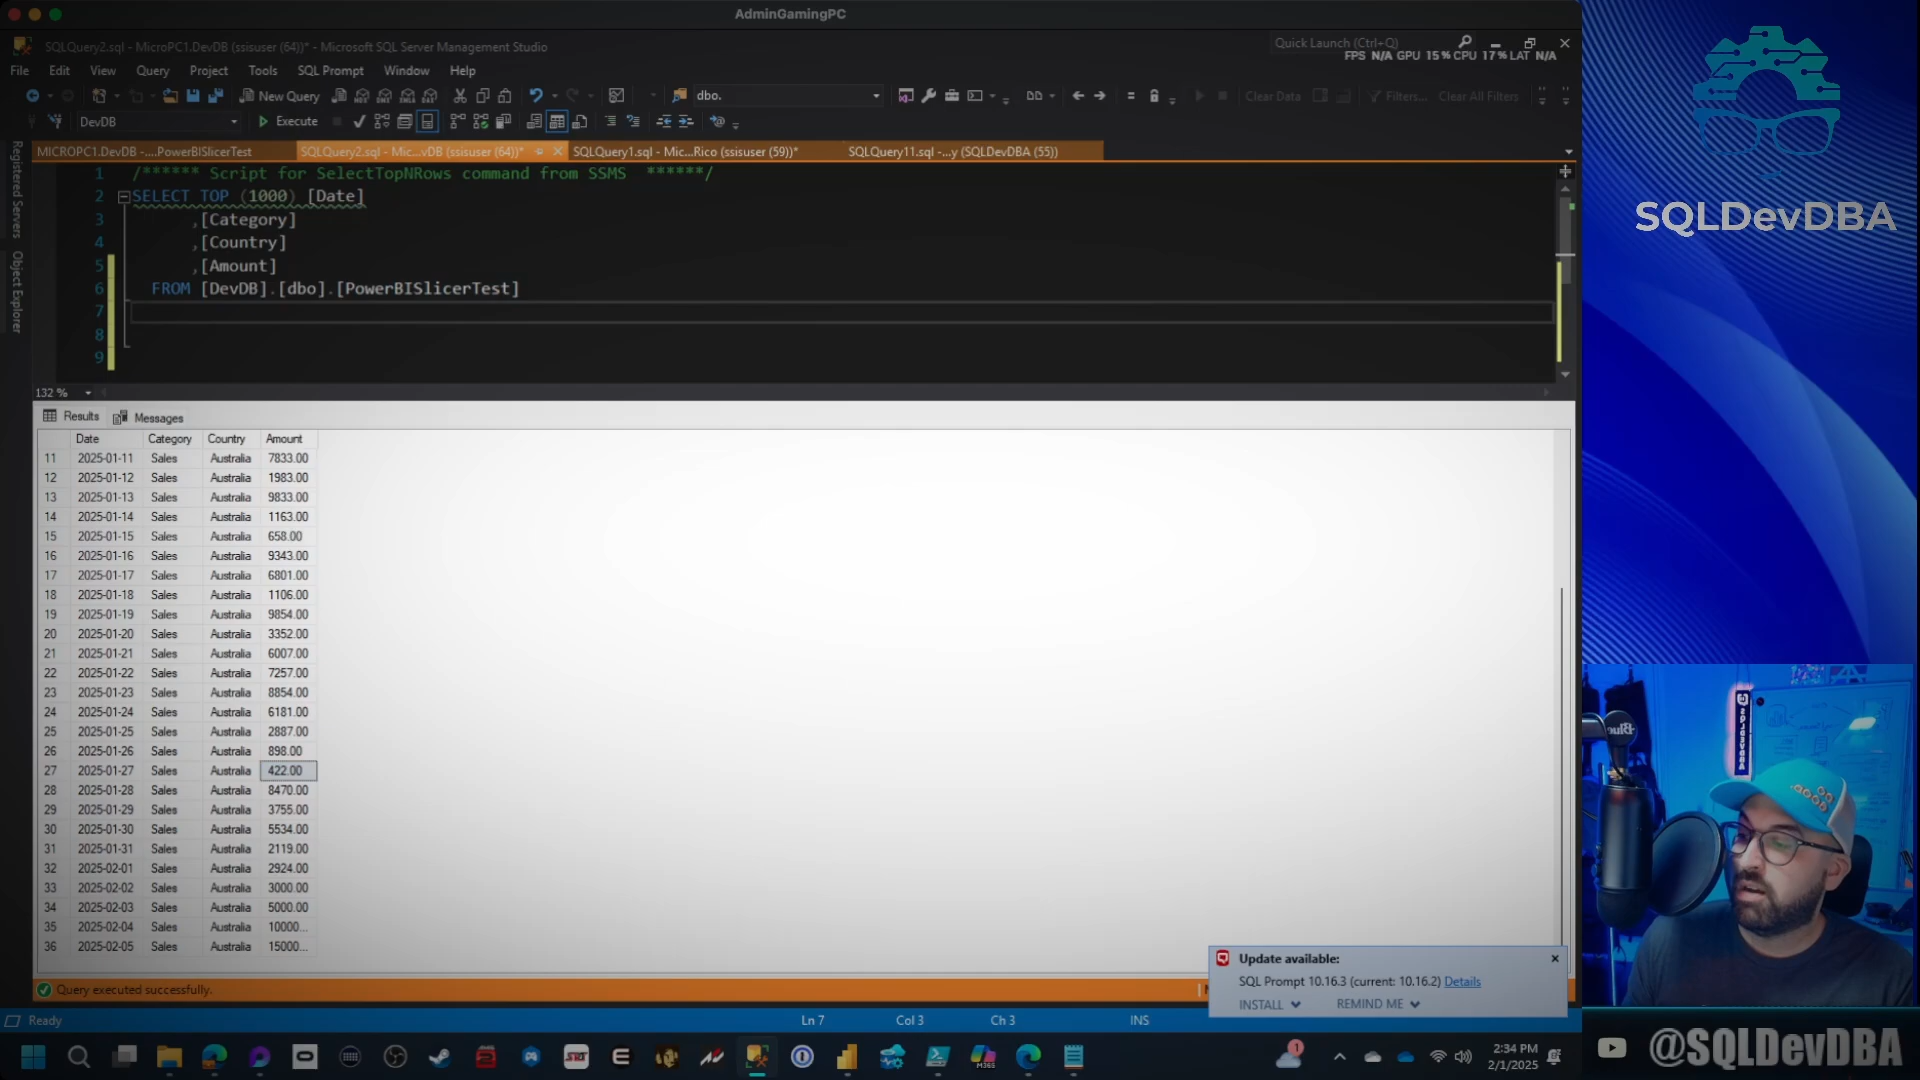 AdminGamingPC
SQLQuery2.sql - MicroPC1.DevDB (ssisuser (64))* - Microsoft SQL Server Management Studio
Quick Launch (Ctrl+Q)
FPS N/A GPU 15 % CPU 17 % LAT N/A
File Edit View Query Project Tools SQL Prompt Window Help
New Query
dbo.
Clear Data
Filters...
Clear All Filters
DevDB
Execute
MICROPC1.DevDB -....PowerBISlicerTest
SQLQuery2.sql - Mic...vDB (ssisuser (64))*
SQLQuery1.sql - Mic...Rico (ssisuser (59))*
SQLQuery11.sql -...y (SQLDevDBA (55))
Registered Servers
Object Explorer
1 /****** Script for SelectTopNRows command from SSMS ******/
2 SELECT TOP (1000) [Date]
3 ,[Category]
4 ,[Country]
5 ,[Amount]
6 FROM [DevDB].[dbo].[PowerBISlicerTest]
7
8
9
132 %
Results Messages
Date Category Country Amount
11 2025-01-11 Sales Australia 7833.00
12 2025-01-12 Sales Australia 1983.00
13 2025-01-13 Sales Australia 9833.00
14 2025-01-14 Sales Australia 1163.00
15 2025-01-15 Sales Australia 658.00
16 2025-01-16 Sales Australia 9343.00
17 2025-01-17 Sales Australia 6801.00
18 2025-01-18 Sales Australia 1106.00
19 2025-01-19 Sales Australia 9854.00
20 2025-01-20 Sales Australia 3352.00
21 2025-01-21 Sales Australia 6007.00
22 2025-01-22 Sales Australia 7257.00
23 2025-01-23 Sales Australia 8854.00
24 2025-01-24 Sales Australia 6181.00
25 2025-01-25 Sales Australia 2887.00
26 2025-01-26 Sales Australia 898.00
27 2025-01-27 Sales Australia 422.00
28 2025-01-28 Sales Australia 8470.00
29 2025-01-29 Sales Australia 3755.00
30 2025-01-30 Sales Australia 5534.00
31 2025-01-31 Sales Australia 2119.00
32 2025-02-01 Sales Australia 2924.00
33 2025-02-02 Sales Australia 3000.00
34 2025-02-03 Sales Australia 5000.00
35 2025-02-04 Sales Australia 10000...
36 2025-02-05 Sales Australia 15000...
Update available:
SQL Prompt 10.16.3 (current: 10.16.2) Details
INSTALL REMIND ME
Query executed successfully.
Ready
Ln 7 Col 3 Ch 3 INS
1
2:34 PM
2/1/2025
SQLDevDBA
@SQLDevDBA